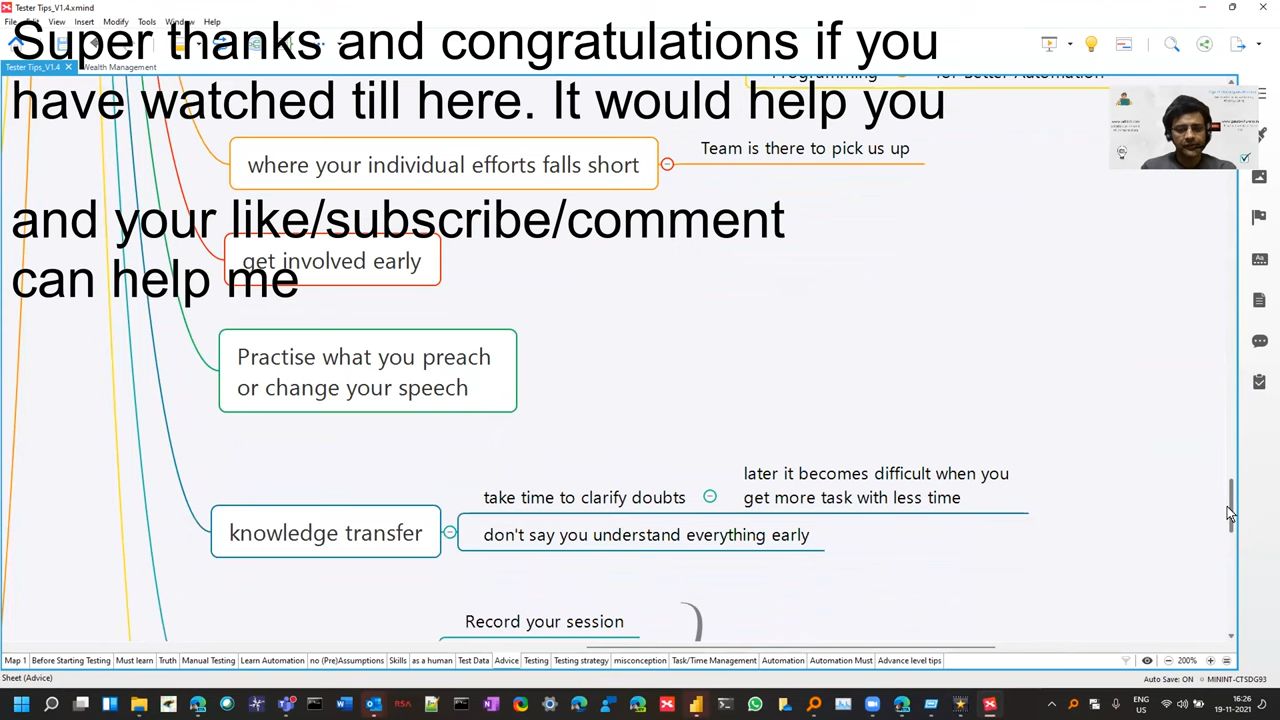 Tester Tips_V1.4.xmind
File Edit View Insert Modify Tools Window Help
Tester Tips_V1.4 Wealth Management
Super thanks and congratulations if you
have watched till here. It would help you
and your like/subscribe/comment
can help me
Programming for Better Automation
where your individual efforts falls short
Team is there to pick us up
get involved early
Practise what you preach
or change your speech
knowledge transfer
take time to clarify doubts
later it becomes difficult when you
get more task with less time
don't say you understand everything early
Record your session
Map 1 Before Starting Testing Must learn Truth Manual Testing Learn Automation no (Pre)Assumptions Skills as a human Test Data Advice Testing Testing strategy misconception Task/Time Management Automation Automation Must Advance level tips
200%
Sheet (Advice)
Auto Save: ON MININT-CTSDG93
RSA
ENG
US
16:26
19-11-2021